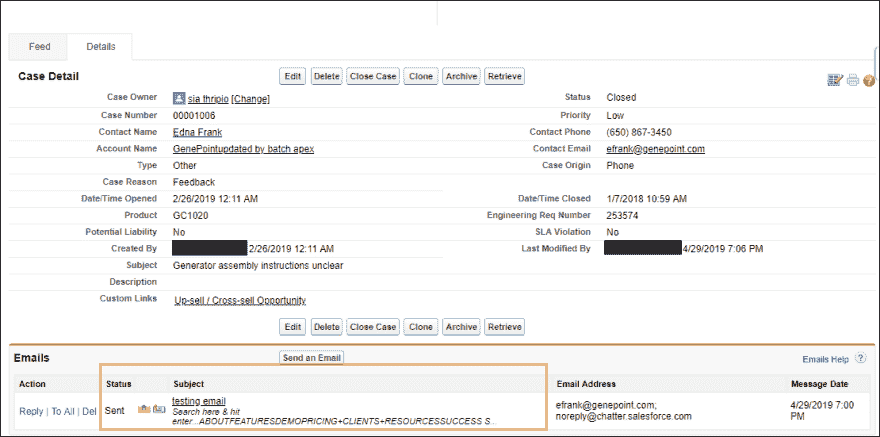 Feed Details
Case Detail Edit Delete Close Case Clone Archive Retrieve
Case Owner sia thripio [Change] Status Closed
Case Number 00001006 Priority Low
Contact Name Edna Frank Contact Phone (650) 867-3450
Account Name GenePointupdated by batch apex Contact Email efrank@genepoint.com
Type Other Case Origin Phone
Case Reason Feedback
Date/Time Opened 2/26/2019 12:11 AM Date/Time Closed 1/7/2018 10:59 AM
Product GC1020 Engineering Req Number 253574
Potential Liability No SLA Violation No
Created By 2/26/2019 12:11 AM Last Modified By 4/29/2019 7:06 PM
Subject Generator assembly instructions unclear
Description
Custom Links Up-sell / Cross-sell Opportunity
Edit Delete Close Case Clone Archive Retrieve
Emails Send an Email Emails Help ?
Action Status Subject Email Address Message Date
Reply | To All | Del Sent testing email efrank@genepoint.com; 4/29/2019 7:00
Search here & hit noreply@chatter.salesforce.com PM
enter...ABOUTFEATURESDEMOPRICING+CLIENTS+RESOURCESSUCCESS S..